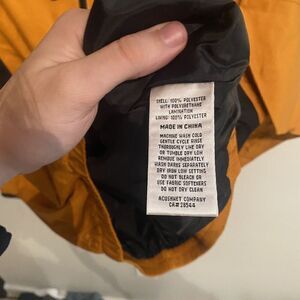 SHELL: 100% POLYESTER
WITH POLYURETHANE
LAMINATION
LINING: 100% POLYESTER
MADE IN CHINA
MACHINE WASH COLD
GENTLE CYCLE RINSE
THOROUGHLY LINE DRY
OR TUMBLE DRY LOW
REMOVE IMMEDIATELY
WASH DARKS SEPARATELY
DRY IRON LOW SETTING
DO NOT BLEACH OR
USE FABRIC SOFTENERS
DO NOT DRY CLEAN
ACUSHNET COMPANY
CA# 28544